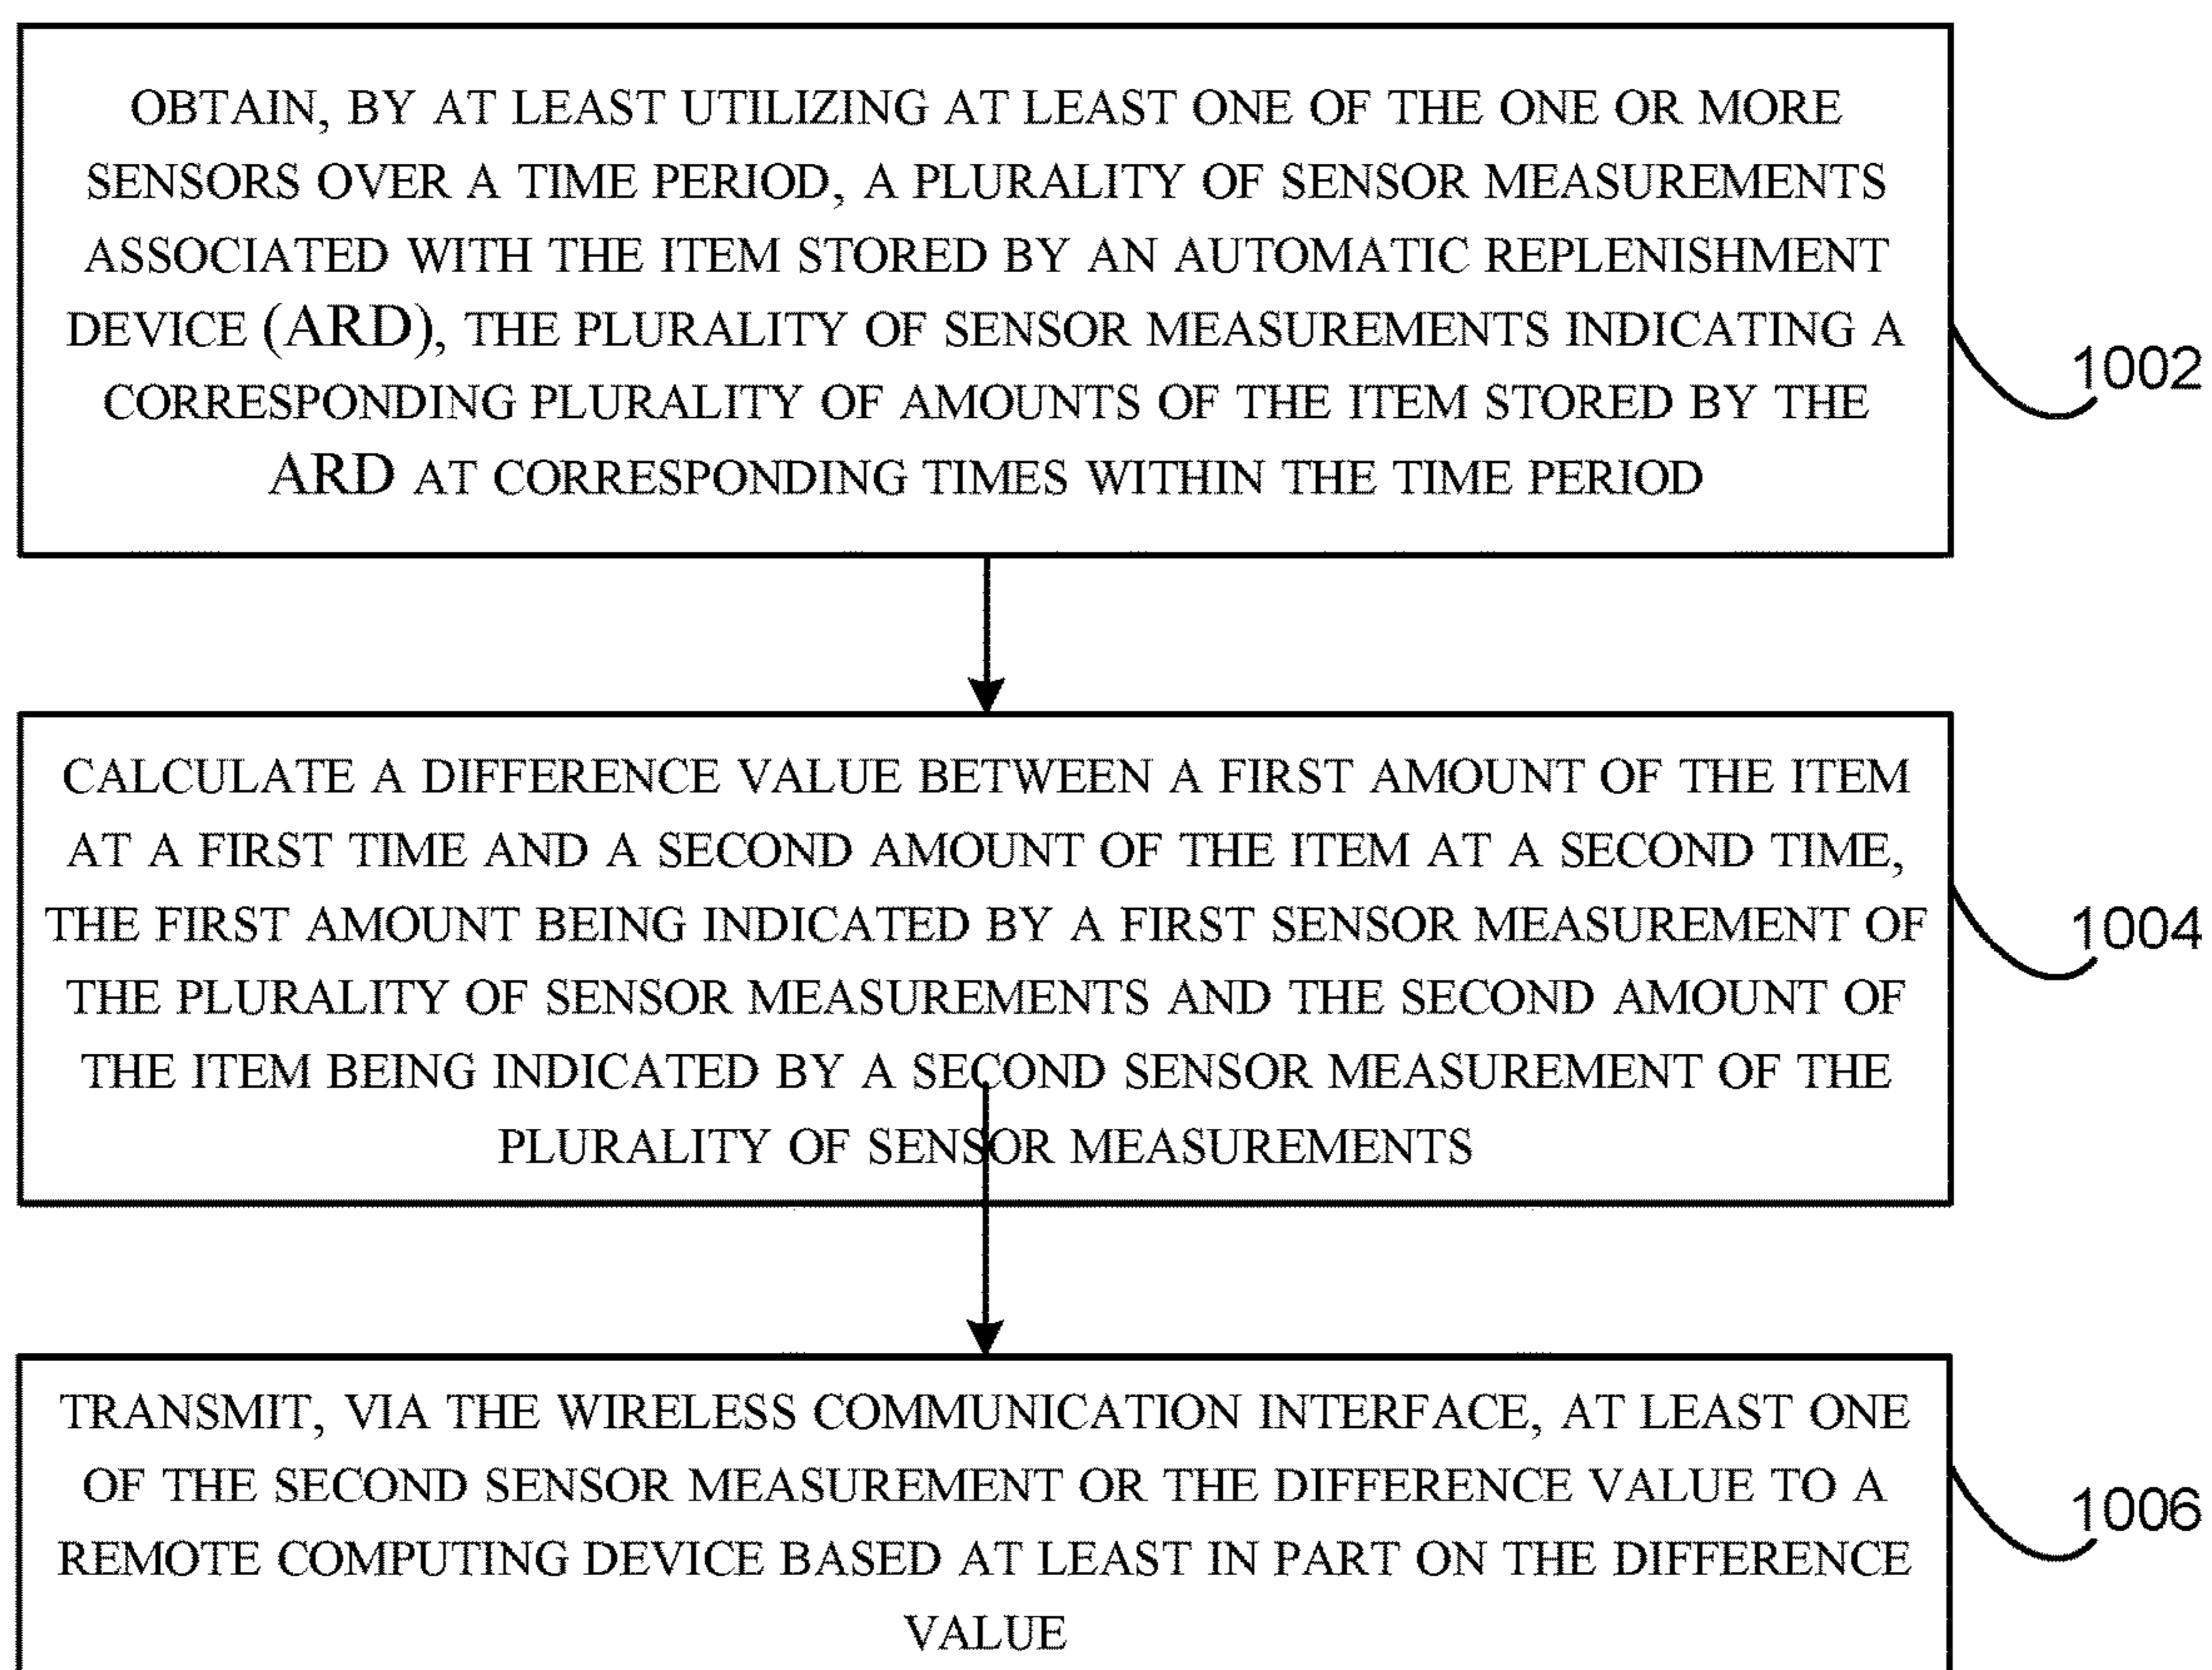 OBTAIN, BY AT LEAST UTILIZING AT LEAST ONE OF THE ONE OR MORE
SENSORS OVER A TIME PERIOD, A PLURALITY OF SENSOR MEASUREMENTS
ASSOCIATED WITH THE ITEM STORED BY AN AUTOMATIC REPLENISHMENT
DEVICE (ARD), THE PLURALITY OF SENSOR MEASUREMENTS INDICATING A
CORRESPONDING PLURALITY OF AMOUNTS OF THE ITEM STORED BY THE
ARD AT CORRESPONDING TIMES WITHIN THE TIME PERIOD
1002
CALCULATE A DIFFERENCE VALUE BETWEEN A FIRST AMOUNT OF THE ITEM
AT A FIRST TIME AND A SECOND AMOUNT OF THE ITEM AT A SECOND TIME,
THE FIRST AMOUNT BEING INDICATED BY A FIRST SENSOR MEASUREMENT OF
THE PLURALITY OF SENSOR MEASUREMENTS AND THE SECOND AMOUNT OF
THE ITEM BEING INDICATED BY A SECOND SENSOR MEASUREMENT OF THE
PLURALITY OF SENSOR MEASUREMENTS
1004
TRANSMIT, VIA THE WIRELESS COMMUNICATION INTERFACE, AT LEAST ONE
OF THE SECOND SENSOR MEASUREMENT OR THE DIFFERENCE VALUE TO A
REMOTE COMPUTING DEVICE BASED AT LEAST IN PART ON THE DIFFERENCE
VALUE
1006